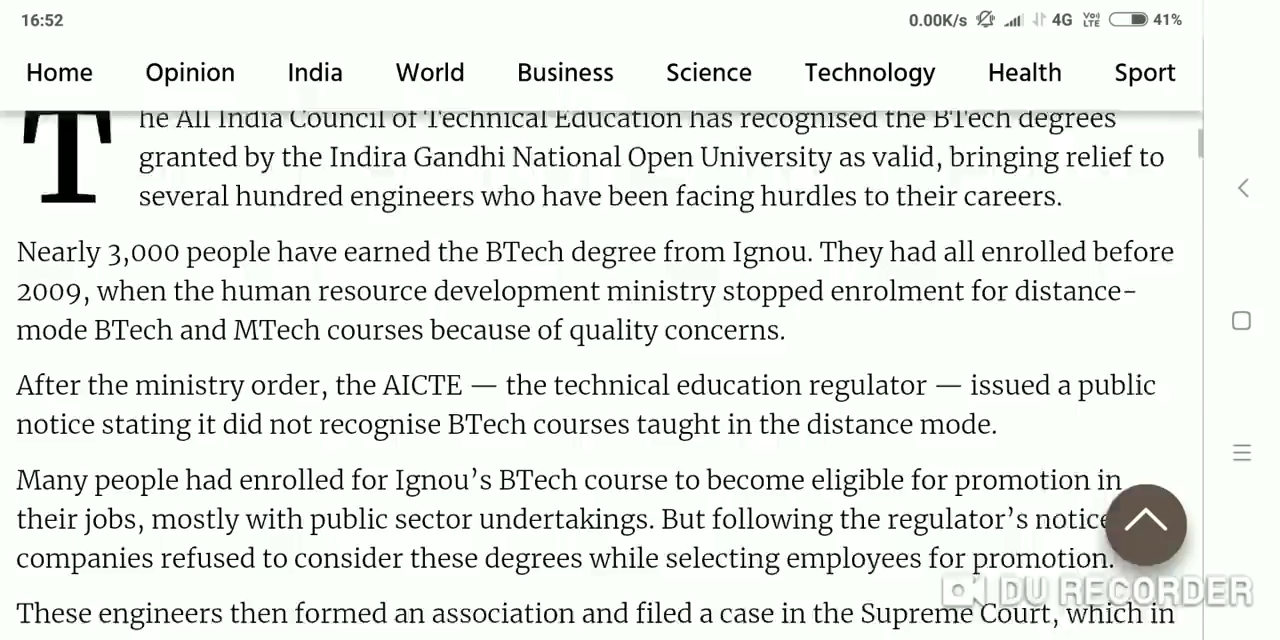 16:52
0.00K/s 4G Vo) LTE 41%
Home Opinion India World Business Science Technology Health Sport
The All India Council of Technical Education has recognised the BTech degrees
granted by the Indira Gandhi National Open University as valid, bringing relief to
several hundred engineers who have been facing hurdles to their careers.
Nearly 3,000 people have earned the BTech degree from Ignou. They had all enrolled before
2009, when the human resource development ministry stopped enrolment for distance-
mode BTech and MTech courses because of quality concerns.
After the ministry order, the AICTE — the technical education regulator — issued a public
notice stating it did not recognise BTech courses taught in the distance mode.
Many people had enrolled for Ignou’s BTech course to become eligible for promotion in
their jobs, mostly with public sector undertakings. But following the regulator’s notice
companies refused to consider these degrees while selecting employees for promotion.
DU RECORDER
These engineers then formed an association and filed a case in the Supreme Court, which in